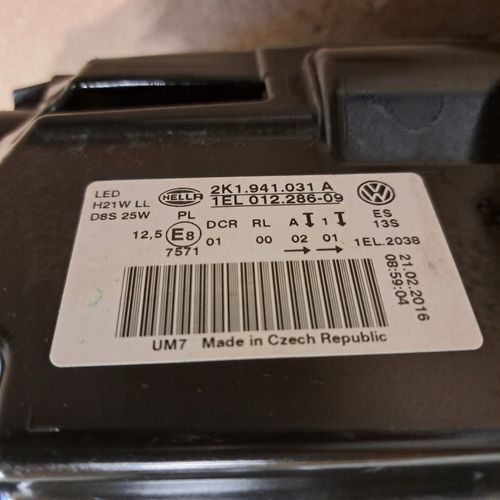 LED
H21W LL
D8S 25W
HELLA
2K1.941.031 A
1EL 012.286-09
PL
DCR RL A 1
ES
13S
12,5 E8 01 00 02 01 1EL.2038
7571
21.02.2016
08:59:04
UM7 Made in Czech Republic